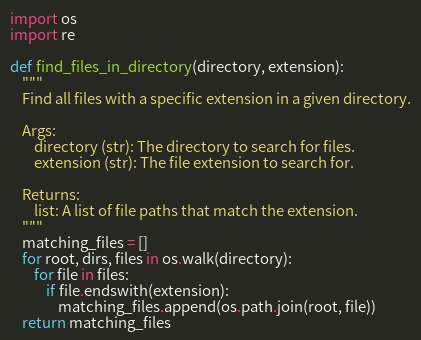 import os
import re

def find_files_in_directory(directory, extension):
    """
    Find all files with a specific extension in a given directory.

    Args:
        directory (str): The directory to search for files.
        extension (str): The file extension to search for.

    Returns:
        list: A list of file paths that match the extension.
    """
    matching_files = []
    for root, dirs, files in os.walk(directory):
        for file in files:
            if file.endswith(extension):
                matching_files.append(os.path.join(root, file))
    return matching_files